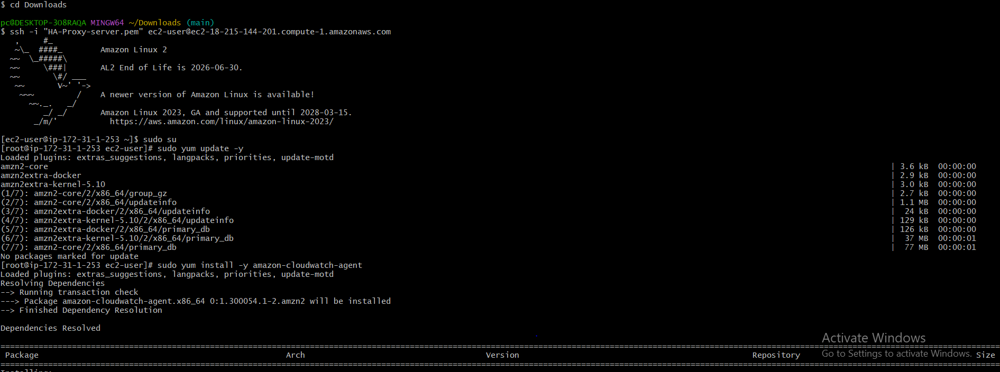 $ cd Downloads
pc@DESKTOP-3O8RAQA MINGW64 ~/Downloads (main)
$ ssh -i "HA-Proxy-server.pem" ec2-user@ec2-18-215-144-201.compute-1.amazonaws.com
   ,     #_
   ~\_  ####_        Amazon Linux 2
  ~~  \_#####\
  ~~     \###|       AL2 End of Life is 2026-06-30.
  ~~       \#/ ___
   ~~       V~' '->
    ~~~         /    A newer version of Amazon Linux is available!
      ~~._.   _/
         _/ _/       Amazon Linux 2023, GA and supported until 2028-03-15.
       _/m/'           https://aws.amazon.com/linux/amazon-linux-2023/
[ec2-user@ip-172-31-1-253 ~]$ sudo su
[root@ip-172-31-1-253 ec2-user]# sudo yum update -y
Loaded plugins: extras_suggestions, langpacks, priorities, update-motd
amzn2-core | 3.6 kB  00:00:00
amzn2extra-docker | 2.9 kB  00:00:00
amzn2extra-kernel-5.10 | 3.0 kB  00:00:00
(1/7): amzn2-core/2/x86_64/group_gz | 2.7 kB  00:00:00
(2/7): amzn2-core/2/x86_64/updateinfo | 1.1 MB  00:00:00
(3/7): amzn2extra-docker/2/x86_64/updateinfo |  24 kB  00:00:00
(4/7): amzn2extra-kernel-5.10/2/x86_64/updateinfo | 129 kB  00:00:00
(5/7): amzn2extra-docker/2/x86_64/primary_db | 126 kB  00:00:00
(6/7): amzn2extra-kernel-5.10/2/x86_64/primary_db |  37 MB  00:00:01
(7/7): amzn2-core/2/x86_64/primary_db |  77 MB  00:00:01
No packages marked for update
[root@ip-172-31-1-253 ec2-user]# sudo yum install -y amazon-cloudwatch-agent
Loaded plugins: extras_suggestions, langpacks, priorities, update-motd
Resolving Dependencies
--> Running transaction check
---> Package amazon-cloudwatch-agent.x86_64 0:1.300054.1-2.amzn2 will be installed
--> Finished Dependency Resolution
Dependencies Resolved
Activate Windows
Package Arch Version Repository Size
Go to Settings to activate Windows.